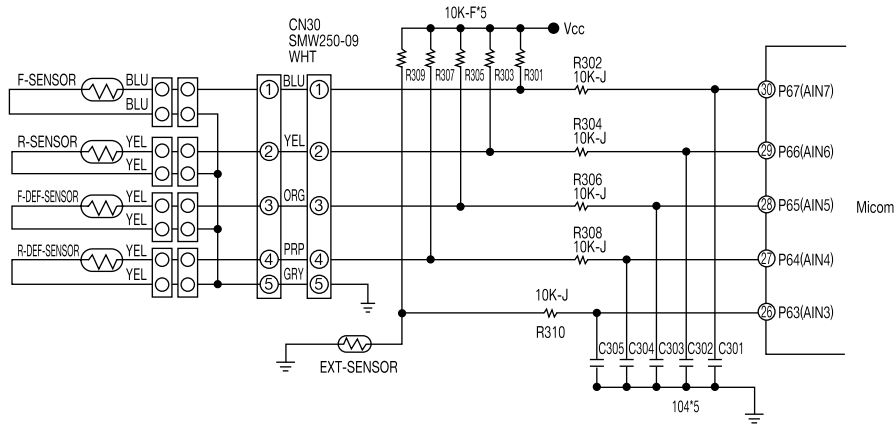 10K-F*5
Vcc
CN30
SMW250-09
WHT
R309
R307
R305
R303
R301
R302
10K-J
F-SENSOR
BLU
BLU
1
BLU
1
30
P67(AIN7)
R-SENSOR
YEL
YEL
2
YEL
2
R304
10K-J
29
P66(AIN6)
F-DEF-SENSOR
YEL
YEL
3
ORG
3
R306
10K-J
28
P65(AIN5)
Micom
R-DEF-SENSOR
YEL
YEL
4
PRP
4
R308
10K-J
27
P64(AIN4)
5
GRY
5
10K-J
R310
26
P63(AIN3)
EXT-SENSOR
C305
C304
C303
C302
C301
104*5